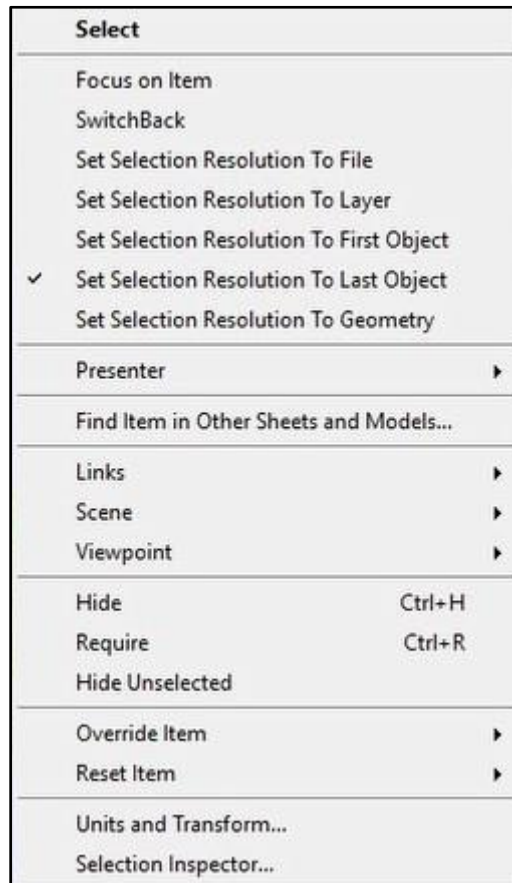 Select
Focus on Item
SwitchBack
Set Selection Resolution To File
Set Selection Resolution To Layer
Set Selection Resolution To First Object
Set Selection Resolution To Last Object
Set Selection Resolution To Geometry
Presenter
Find Item in Other Sheets and Models...
Links
Scene
Viewpoint
Hide Ctrl+H
Require Ctrl+R
Hide Unselected
Override Item
Reset Item
Units and Transform...
Selection Inspector...